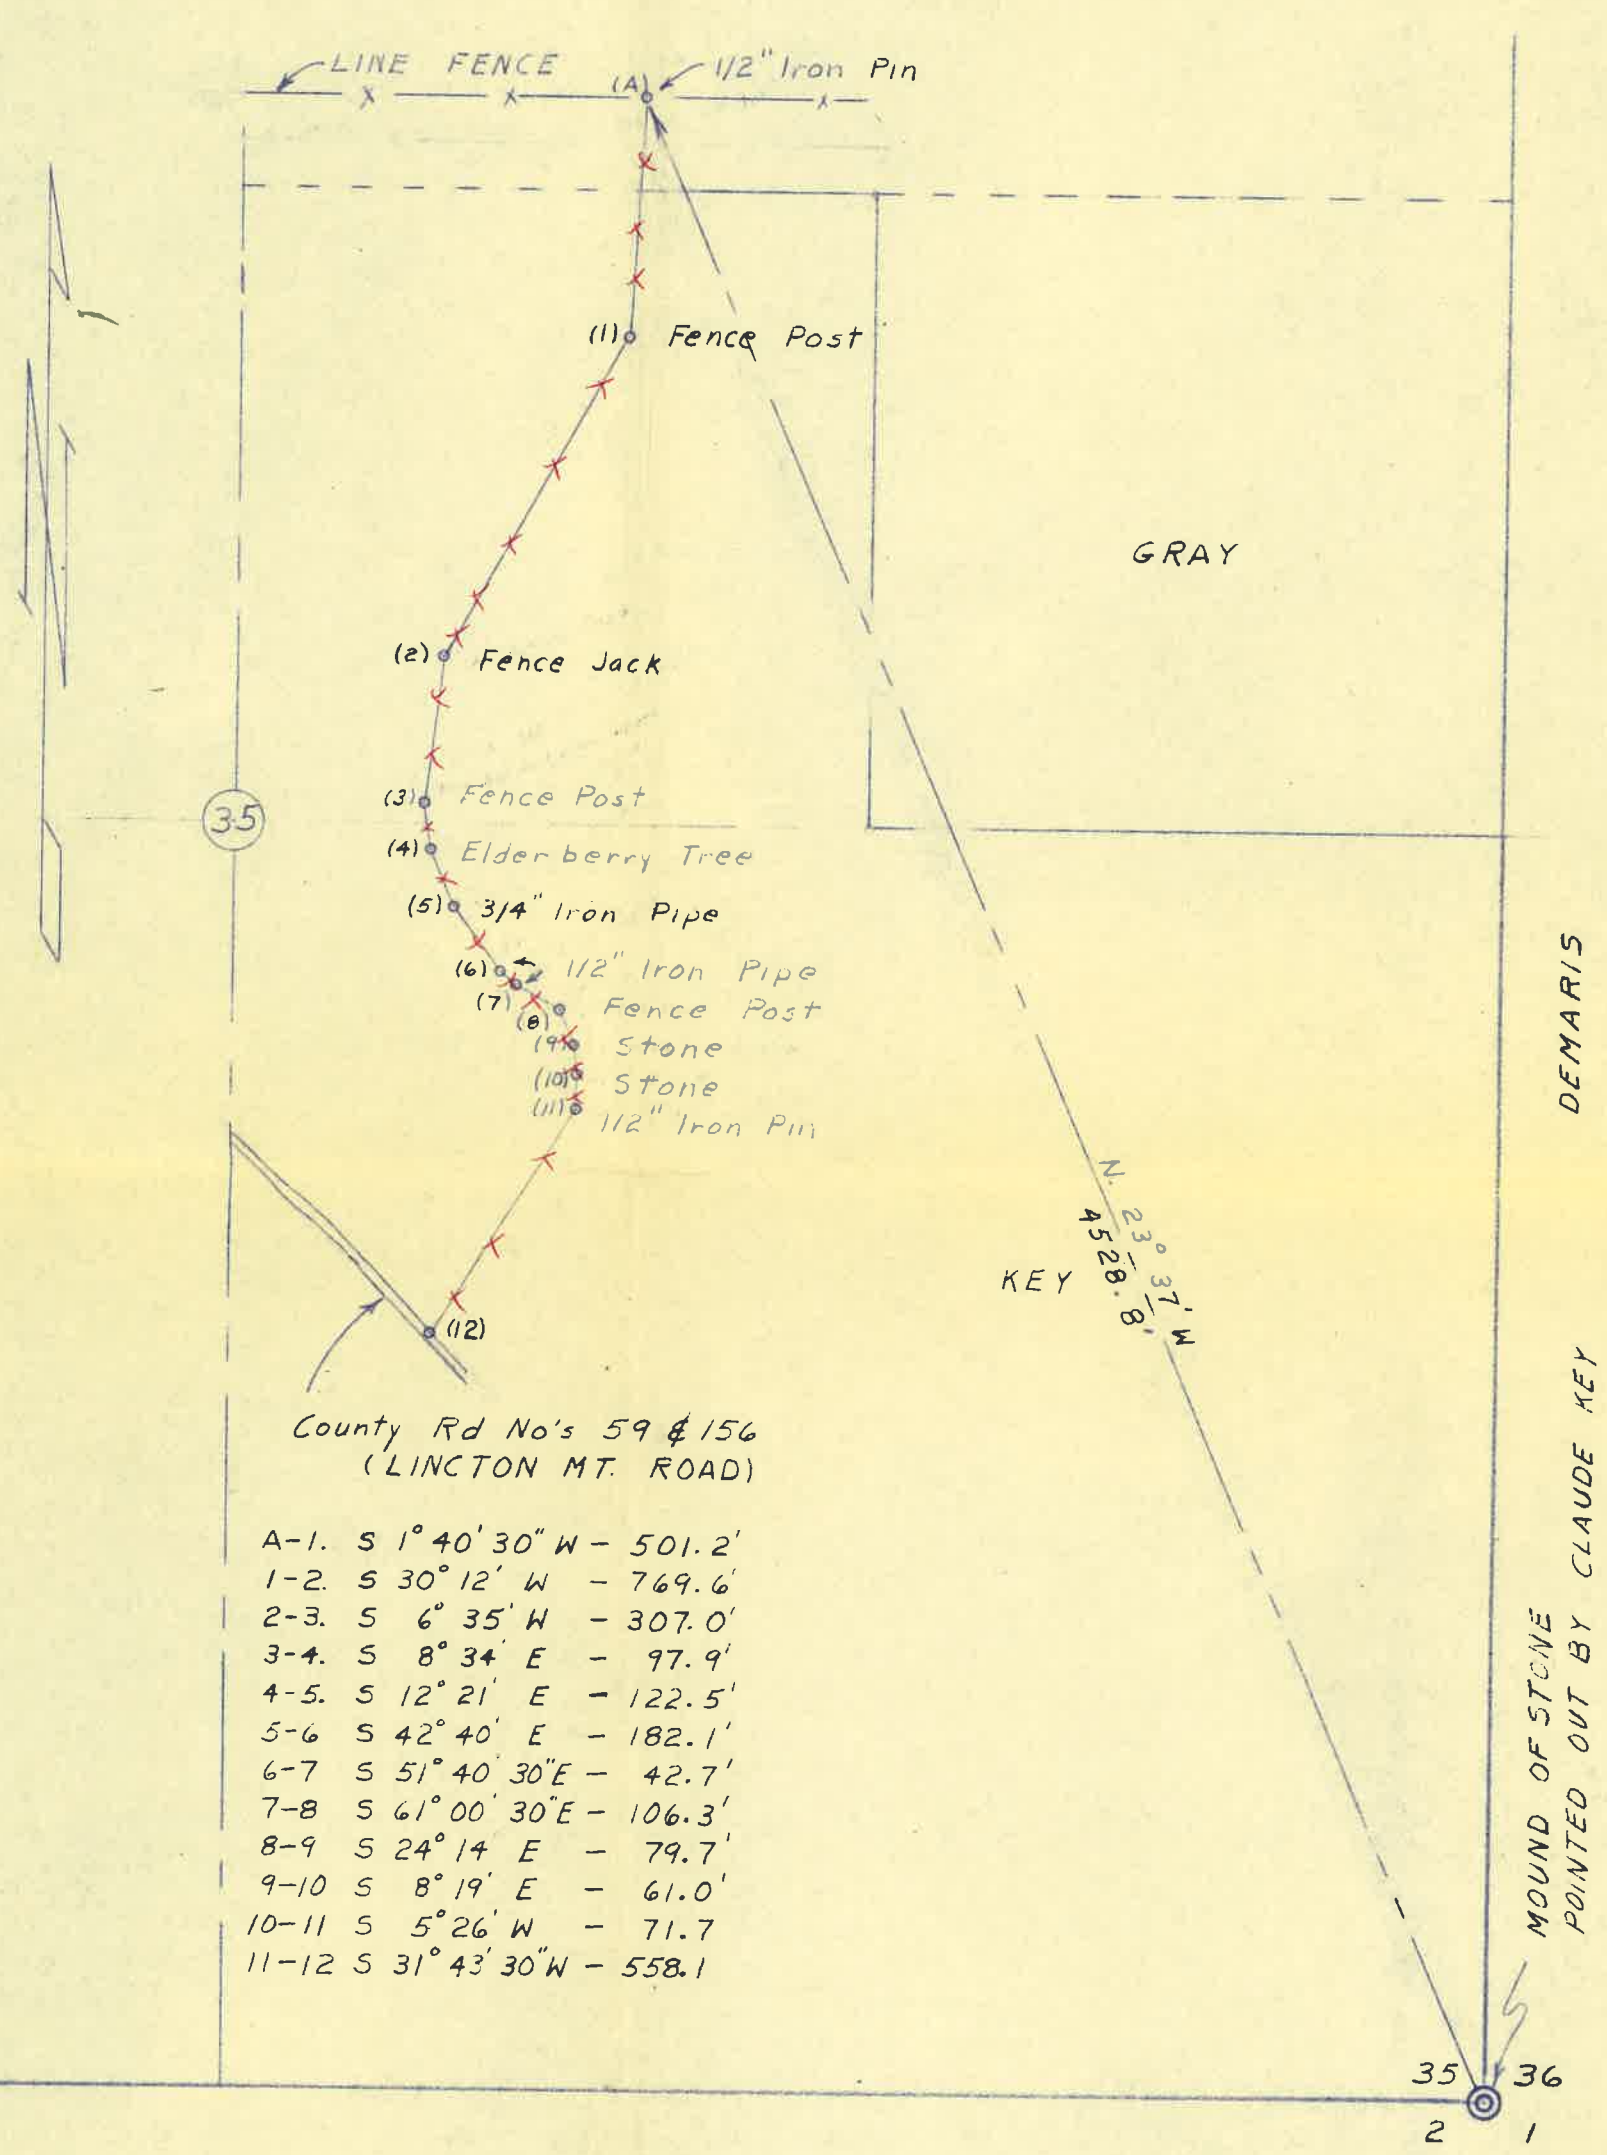 LINE FENCE
(A)
1/2" Iron Pin
(1) Fence Post
GRAY
(2) Fence Jack
(3) Fence Post
35
(4) Elderberry Tree
(5) 3/4" Iron Pipe
(6) 1/2" Iron Pipe
(7)
(8) Fence Post
(9) Stone
(10) Stone
(11) 1/2" Iron Pin
DEMARIS
N. 23° 37' W
4528.8'
KEY
(12)
County Rd No's 59 & 156
(LINCTON MT. ROAD)
A-1. S 1° 40' 30" W - 501.2'
1-2. S 30° 12' W - 769.6'
2-3. S 6° 35' W - 307.0'
3-4. S 8° 34' E - 97.9'
4-5. S 12° 21' E - 122.5'
5-6 S 42° 40' E - 182.1'
6-7 S 51° 40' 30" E - 42.7'
7-8 S 61° 00' 30" E - 106.3'
8-9 S 24° 14 E - 79.7'
9-10 S 8° 19' E - 61.0'
10-11 S 5° 26' W - 71.7
11-12 S 31° 43' 30" W - 558.1
MOUND OF STONE
POINTED OUT BY CLAUDE KEY
35 36
2 1